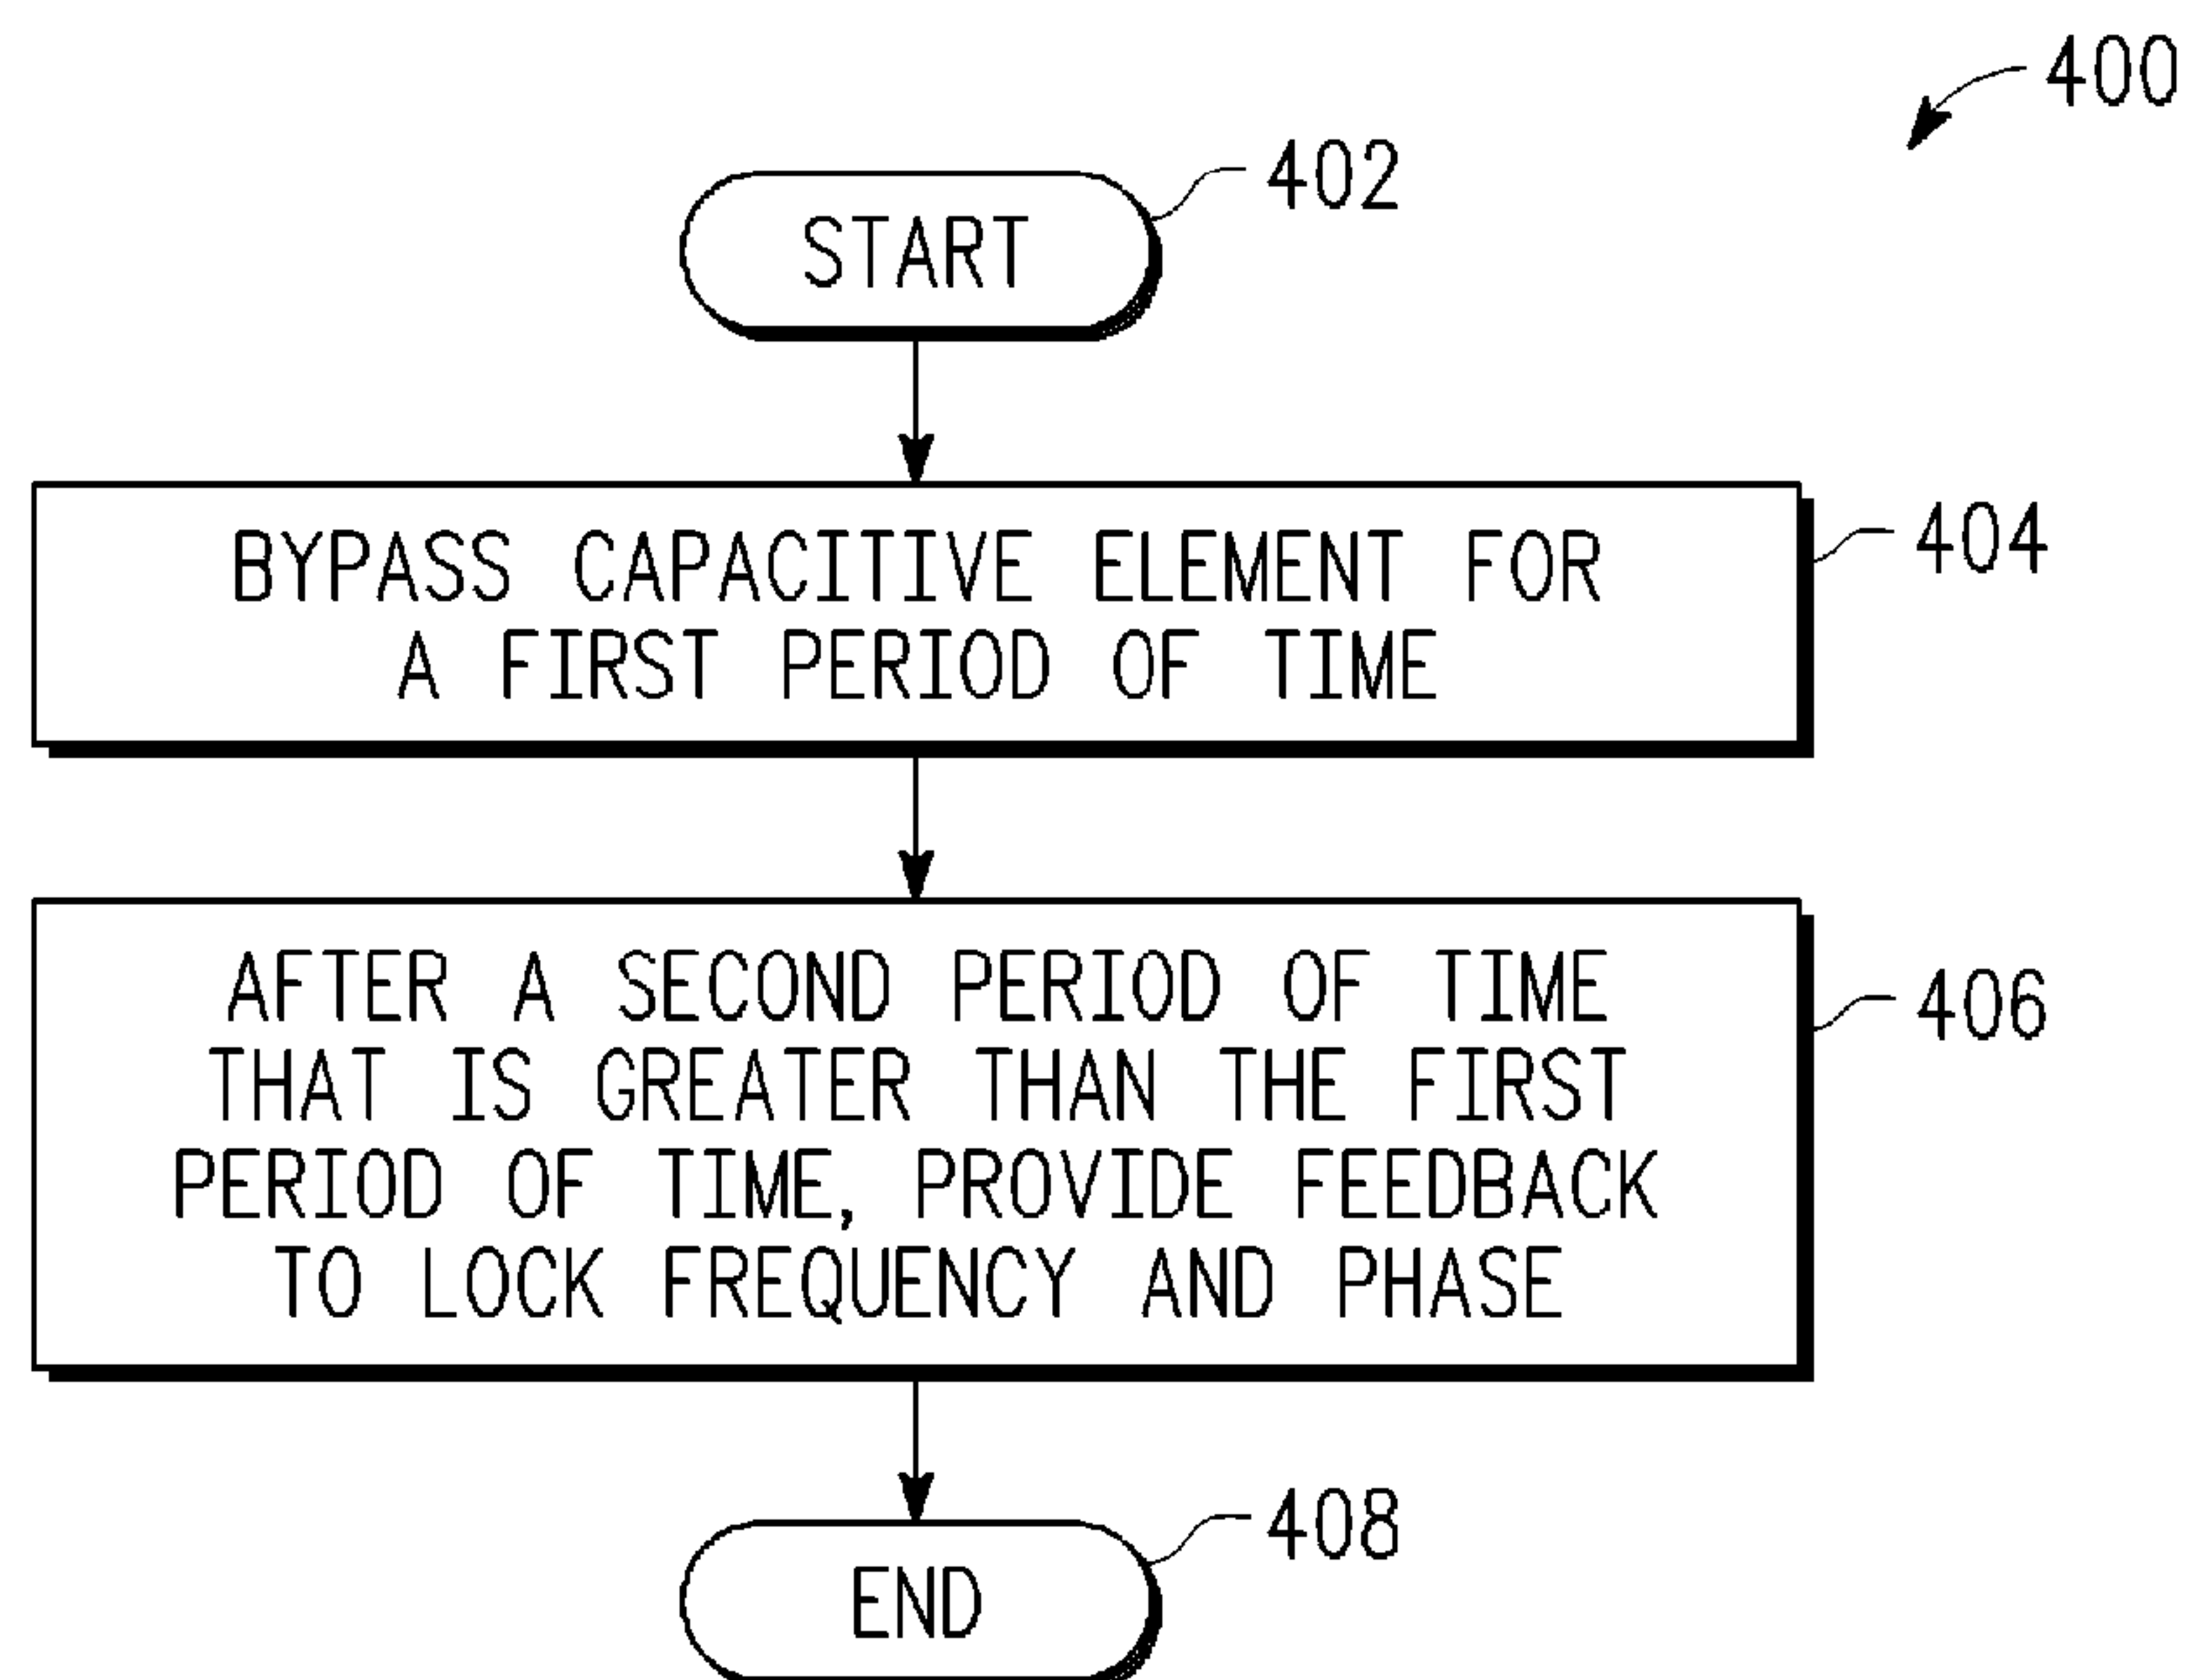 400
402
START
BYPASS CAPACITIVE ELEMENT FOR
A FIRST PERIOD OF TIME
404
AFTER A SECOND PERIOD OF TIME
THAT IS GREATER THAN THE FIRST
PERIOD OF TIME, PROVIDE FEEDBACK
TO LOCK FREQUENCY AND PHASE
406
408
END